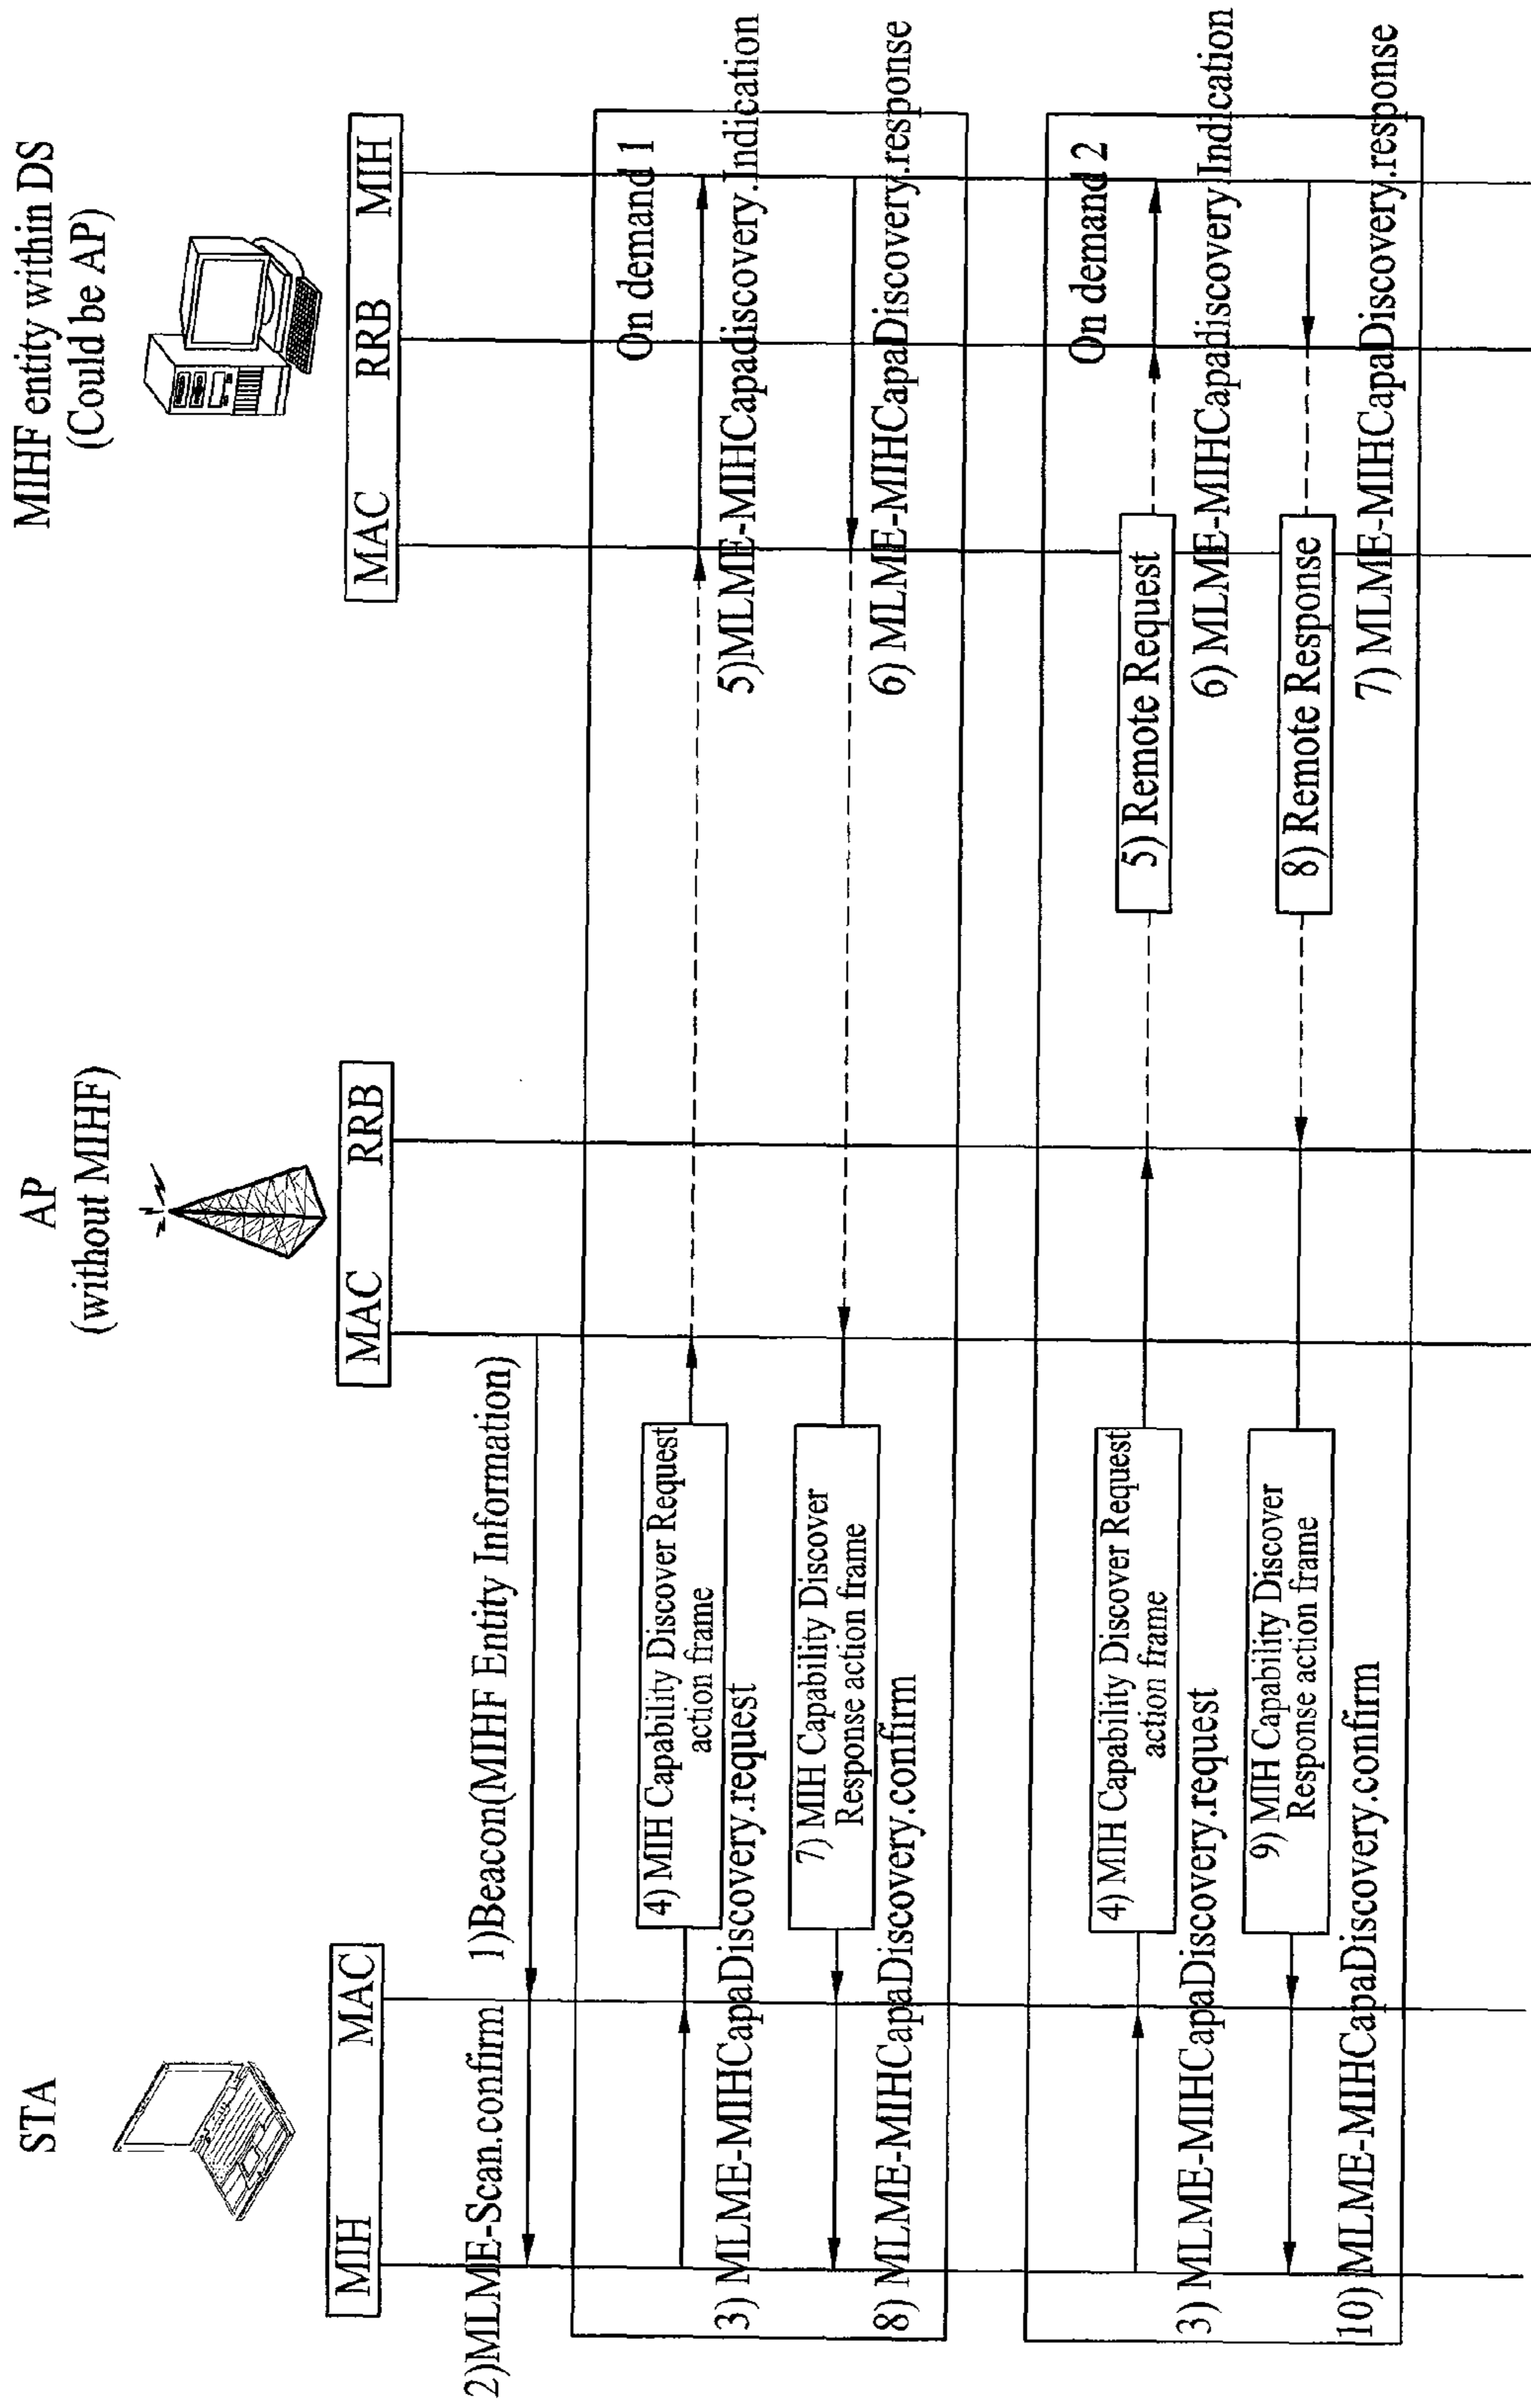 STA
AP
(without MIHF)
MIHF entity within DS
(Could be AP)
MIH
MAC
MAC
RRB
MAC
RRB
MIH
2)MLME-Scan.confirm
1)Beacon(MIHF Entity Information)
On demand 1
4) MIH Capability Discover Request
action frame
3) MLME-MIHCapaDiscovery.request
5)MLME-MIHCapadiscovery.Indication
7) MIH Capability Discover
Response action frame
8) MLME-MIHCapaDiscovery.confirm
6) MLME-MIHCapaDiscovery.response
On demand 2
4) MIH Capability Discover Request
action frame
5) Remote Request
3) MLME-MIHCapaDiscovery.request
6) MLME-MIHCapadiscovery.Indication
9) MIH Capability Discover
Response action frame
8) Remote Response
10) MLME-MIHCapaDiscovery.confirm
7) MLME-MIHCapaDiscovery.response